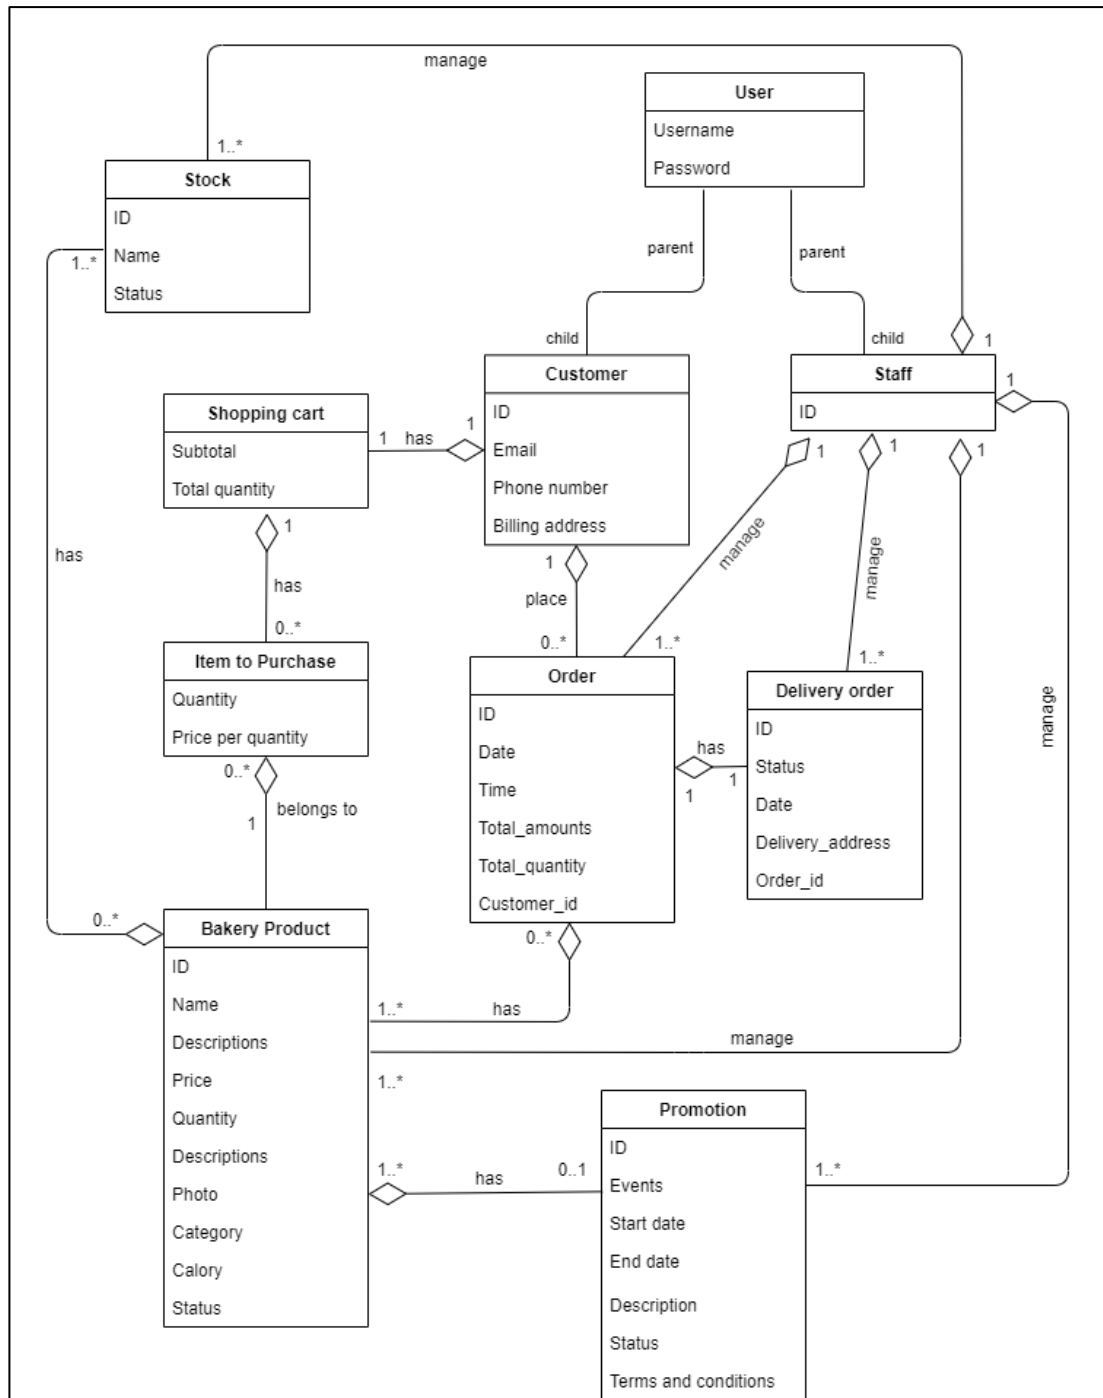 manage
User
Username
Password
1..*
Stock
ID
Name
Status
1..*
parent
parent
child
child
1
Customer
ID
Email
Phone number
Billing address
Staff
ID
1
Shopping cart
Subtotal
Total quantity
1
has
1
1
has
0..*
has
1
place
0..*
1
manage
1..*
1
manage
1..*
1
manage
Item to Purchase
Quantity
Price per quantity
0..*
belongs to
1
Order
ID
Date
Time
Total_amounts
Total_quantity
Customer_id
has
1
1
Delivery order
ID
Status
Date
Delivery_address
Order_id
0..*
Bakery Product
ID
Name
Descriptions
Price
Quantity
Descriptions
Photo
Category
Calory
Status
0..*
1..*
has
manage
1..*
1..*
has
0..1
Promotion
ID
Events
Start date
End date
Description
Status
Terms and conditions
1..*